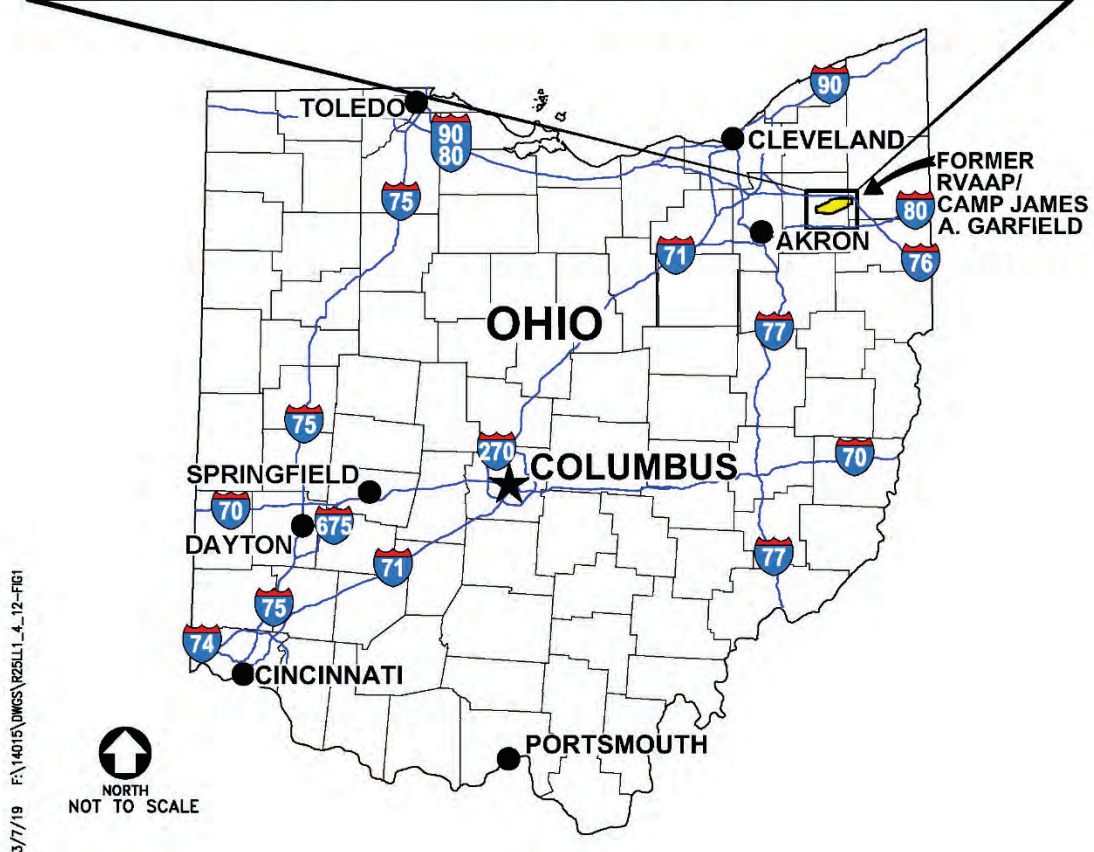 90
TOLEDO
90
80
CLEVELAND
FORMER
RVAAP/
CAMP JAMES
A. GARFIELD
75
80
AKRON
71
76
OHIO
77
75
270
COLUMBUS
70
SPRINGFIELD
70
675
DAYTON
71
77
75
74
CINCINNATI
PORTSMOUTH
NORTH
NOT TO SCALE
3/7/19 F:\14015\DWGS\R25LL1_4_12-FIG1